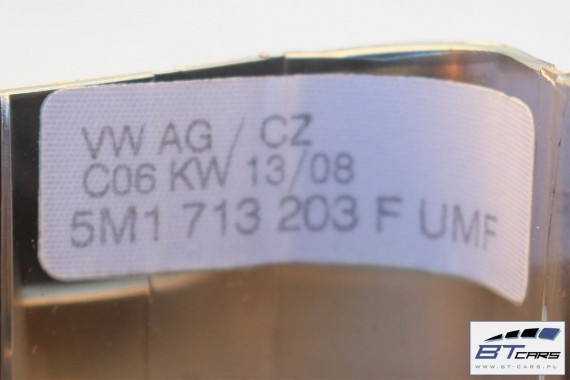 VW AG / CZ
C06 KW 13/08
5M1 713 203 F UMF
BTCARS
WWW.BT-CARS.PL